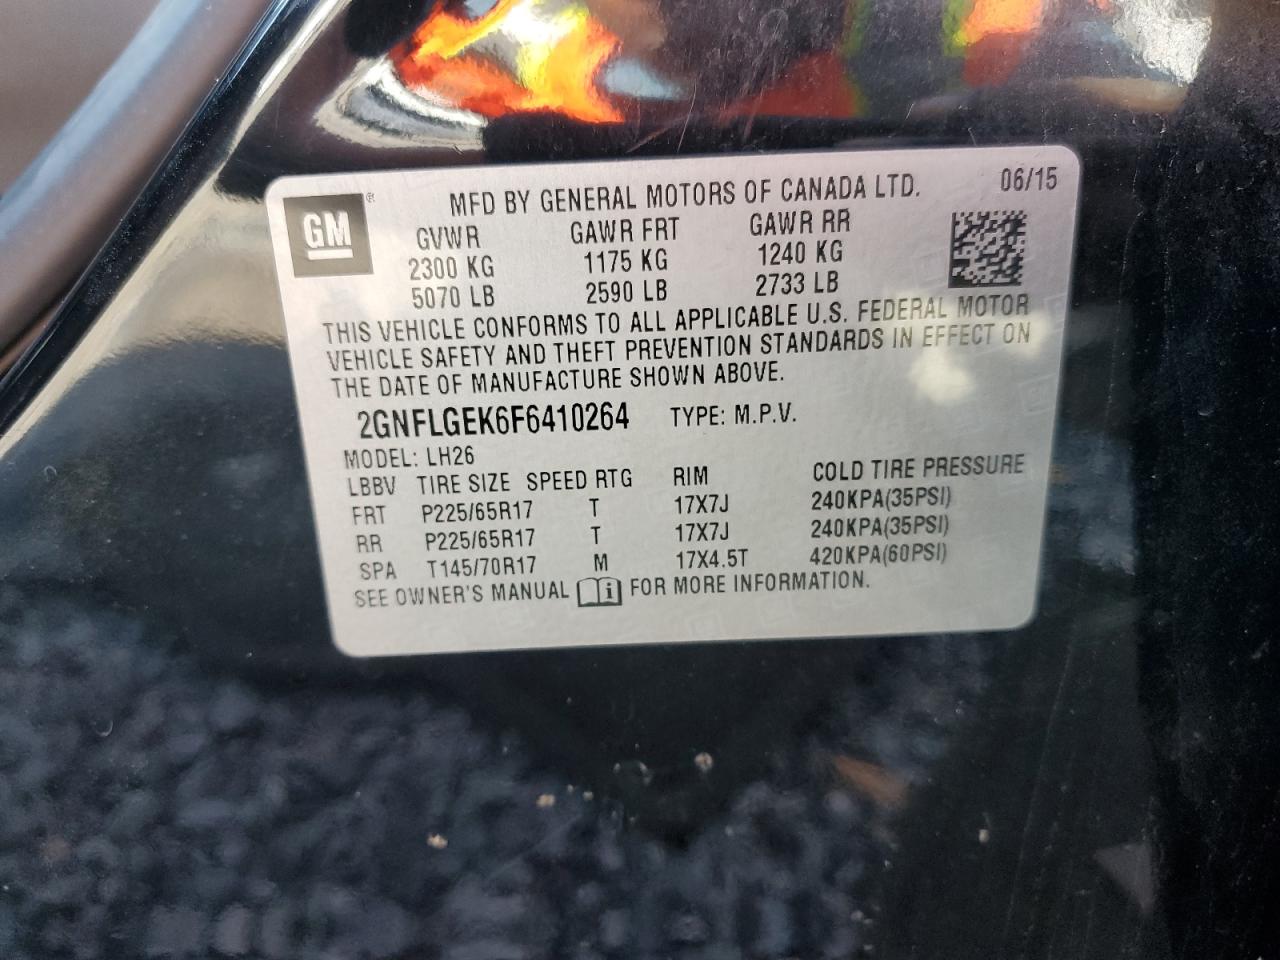 GM ®
MFD BY GENERAL MOTORS OF CANADA LTD. 06/15
GVWR GAWR FRT GAWR RR
2300 KG 1175 KG 1240 KG
5070 LB 2590 LB 2733 LB
THIS VEHICLE CONFORMS TO ALL APPLICABLE U.S. FEDERAL MOTOR
VEHICLE SAFETY AND THEFT PREVENTION STANDARDS IN EFFECT ON
THE DATE OF MANUFACTURE SHOWN ABOVE.
2GNFLGEK6F6410264 TYPE: M.P.V.
MODEL: LH26
LBBV TIRE SIZE SPEED RTG RIM COLD TIRE PRESSURE
FRT P225/65R17 T 17X7J 240KPA(35PSI)
RR P225/65R17 T 17X7J 240KPA(35PSI)
SPA T145/70R17 M 17X4.5T 420KPA(60PSI)
SEE OWNER'S MANUAL i FOR MORE INFORMATION.